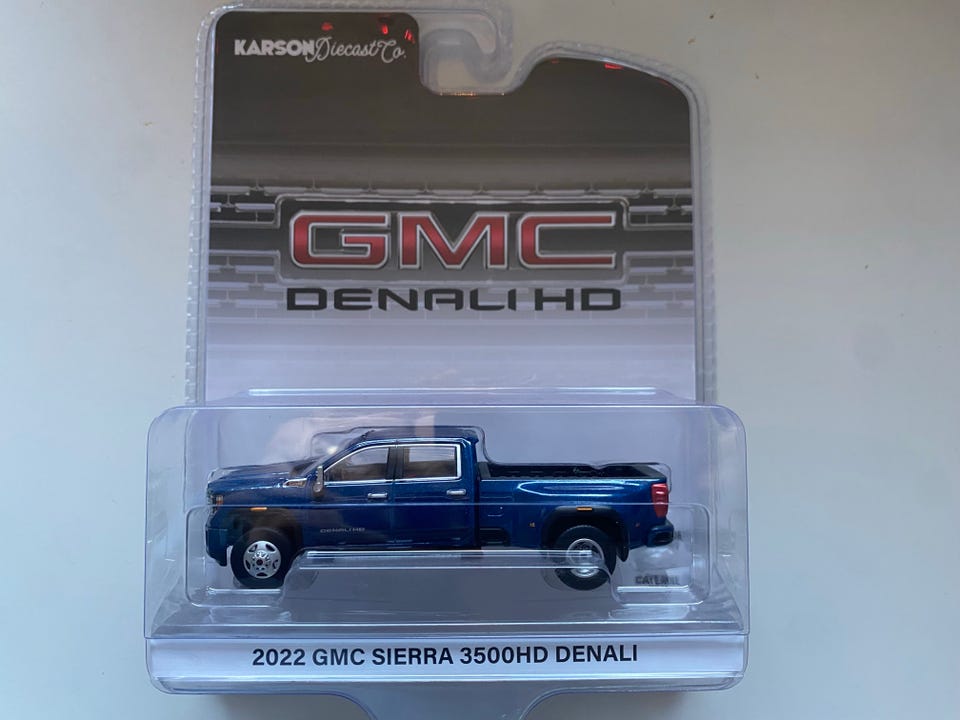 KARSON Diecast Co.
GMC
DENALI HD
DENALI HD
2022 GMC SIERRA 3500HD DENALI